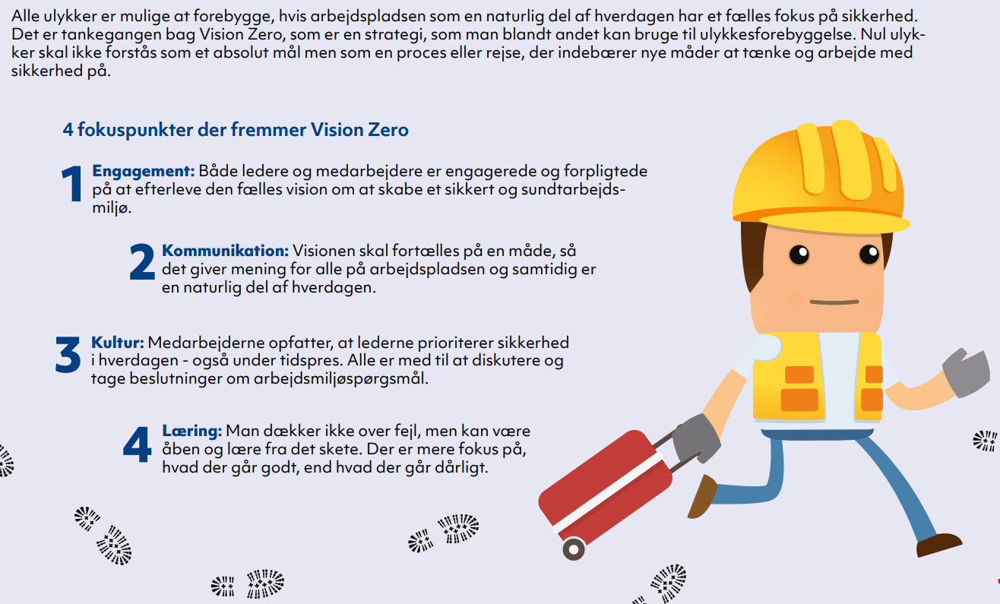 Alle ulykker er mulige at forebygge, hvis arbejdspladsen som en naturlig del af hverdagen har et fælles fokus på sikkerhed.
Det er tankegangen bag Vision Zero, som er en strategi, som man blandt andet kan bruge til ulykkesforebyggelse. Nul ulyk-
ker skal ikke forstås som et absolut mål men som en proces eller rejse, der indebærer nye måder at tænke og arbejde med
sikkerhed på.
4 fokuspunkter der fremmer Vision Zero
1 Engagement: Både ledere og medarbejdere er engagerede og forpligtede
på at efterleve den fælles vision om at skabe et sikkert og sundtarbejds-
miljø.
2 Kommunikation: Visionen skal fortælles på en måde, så
det giver mening for alle på arbejdspladsen og samtidig er
en naturlig del af hverdagen.
3 Kultur: Medarbejderne opfatter, at lederne prioriterer sikkerhed
i hverdagen - også under tidspres. Alle er med til at diskutere og
tage beslutninger om arbejdsmiljøspørgsmål.
4 Læring: Man dækker ikke over fejl, men kan være
åben og lære fra det skete. Der er mere fokus på,
hvad der går godt, end hvad der går dårligt.